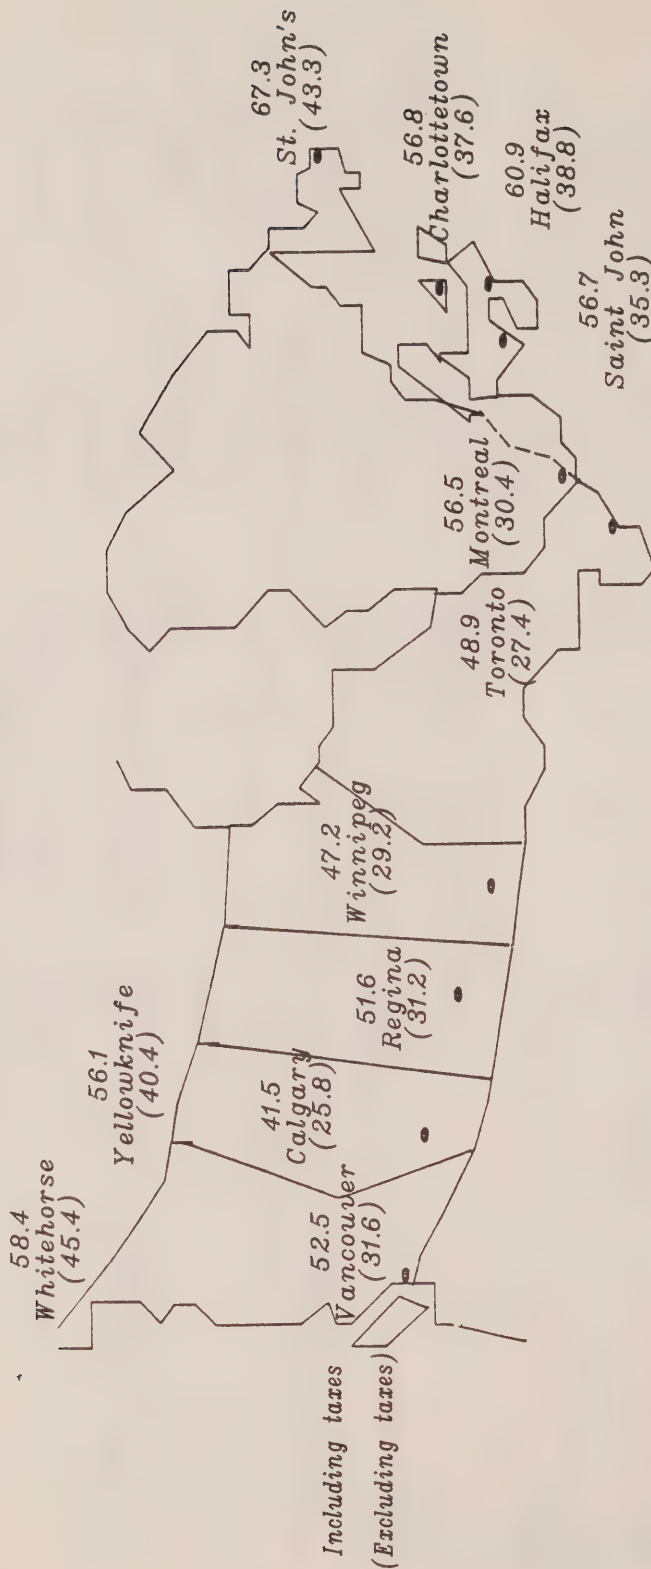 58.4
Whitehorse
(45.4)
56.1
Yellowknife
(40.4)
52.5
Vancouver
(31.6)
41.5
Calgary
(25.8)
51.6
Regina
(31.2)
47.2
Winnipeg
(29.2)
48.9
Toronto
(27.4)
56.5
Montreal
(30.4)
67.3
St. John's
(43.3)
56.8
Charlottetown
(37.6)
60.9
Halifax
(38.8)
56.7
Saint John
(35.3)
Including taxes
(Excluding taxes)